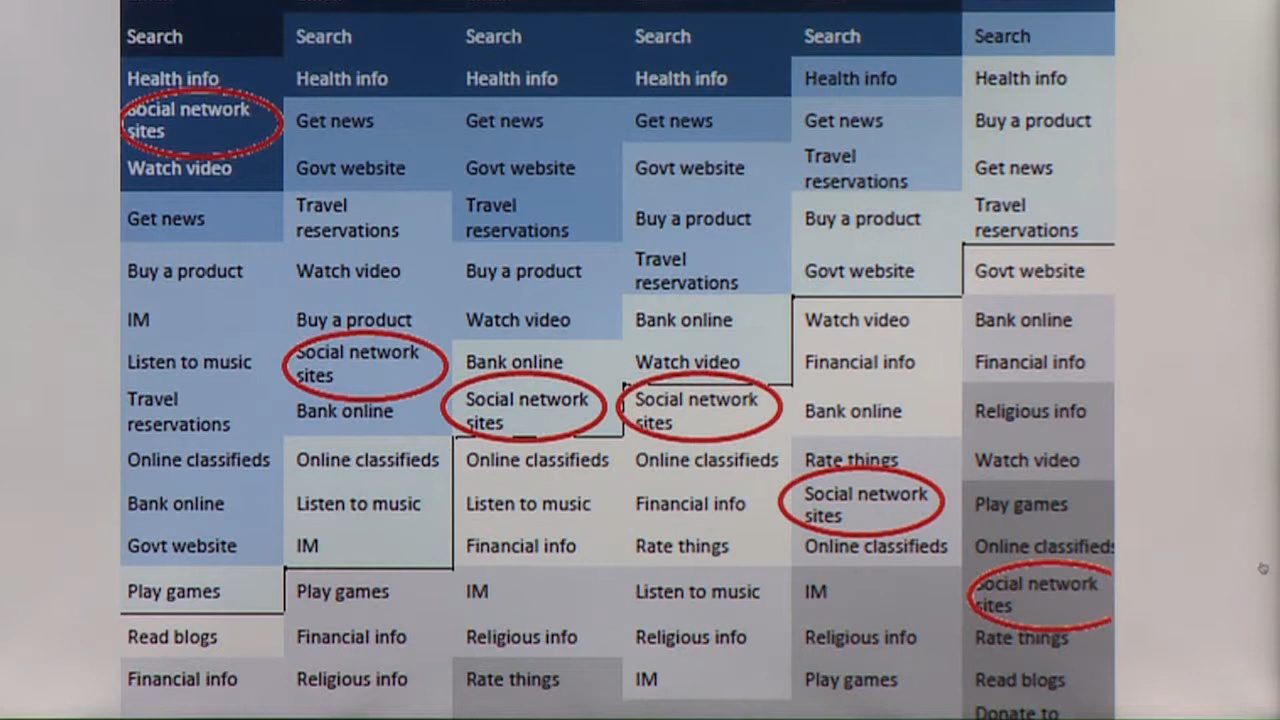 Search
Health info
Social network
sites
Watch video
Get news
Buy a product
IM
Listen to music
Travel
reservations
Online classifieds
Bank online
Govt website
Play games
Read blogs
Financial info
Search
Health info
Get news
Govt website
Travel
reservations
Watch video
Buy a product
Social network
sites
Bank online
Online classifieds
Listen to music
IM
Play games
Financial info
Religious info
Search
Health info
Get news
Govt website
Travel
reservations
Buy a product
Watch video
Bank online
Social network
sites
Online classifieds
Listen to music
Financial info
IM
Religious info
Rate things
Search
Health info
Get news
Govt website
Buy a product
Travel
reservations
Bank online
Watch video
Social network
sites
Online classifieds
Financial info
Rate things
Listen to music
Religious info
IM
Search
Health info
Get news
Travel
reservations
Buy a product
Govt website
Watch video
Financial info
Bank online
Rate things
Social network
sites
Online classifieds
IM
Religious info
Play games
Search
Health info
Buy a product
Get news
Travel
reservations
Govt website
Bank online
Financial info
Religious info
Watch video
Play games
Online classifieds
Social network
sites
Rate things
Read blogs
Donate to